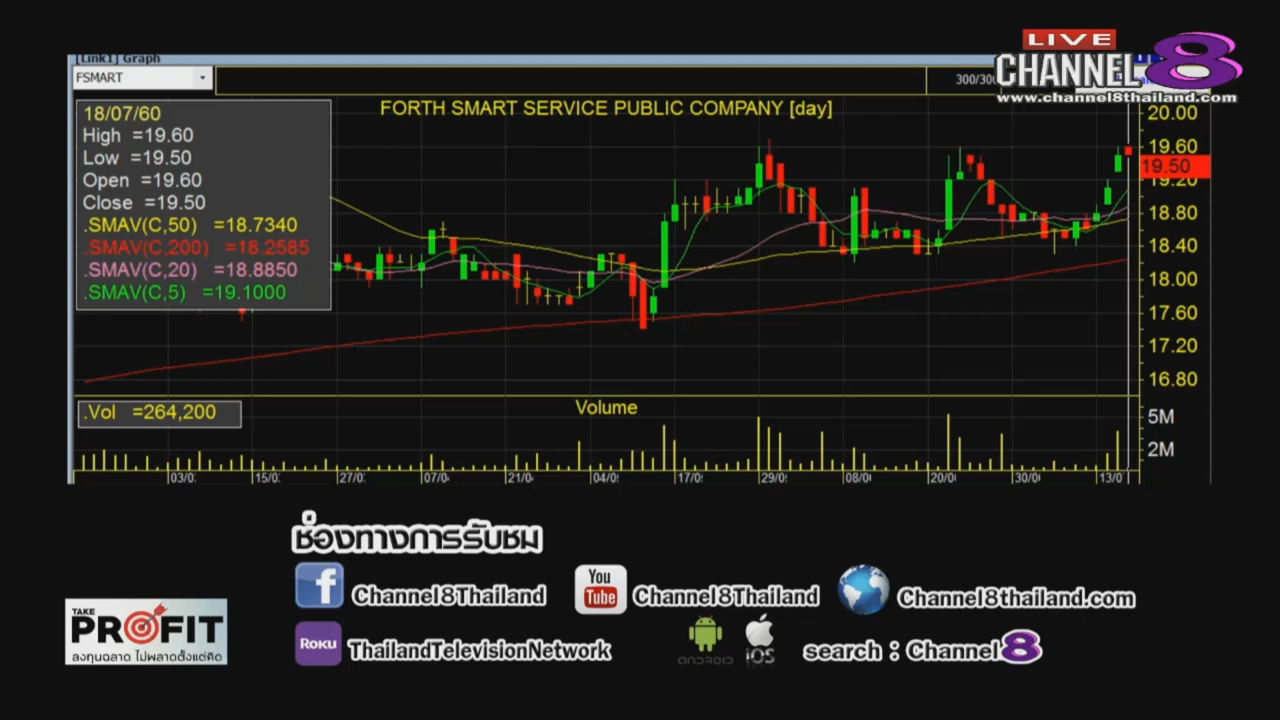 [Link1] Graph
LIVE
CHANNEL 8
www.channel8thailand.com
FSMART
FORTH SMART SERVICE PUBLIC COMPANY [day]
18/07/60
High =19.60
Low =19.50
Open =19.60
Close =19.50
.SMAV(C,50) =18.7340
.SMAV(C,200) =18.2585
.SMAV(C,20) =18.8850
.SMAV(C,5) =19.1000
20.00
19.60
19.50
19.20
18.80
18.40
18.00
17.60
17.20
16.80
.Vol =264,200
Volume
5M
2M
03/0 15/0 27/0 07/0 21/0 04/0 17/0 29/0 08/0 20/0 30/0 13/0
ช่องทางการรับชม
f Channel8Thailand You Tube Channel8Thailand Channel8thailand.com
TAKE
PROFIT
ลงทุนฉลาด ไม่พลาดตั้งแต่คิด
ROKU ThailandTelevisionNetwork ANDROID iOS search : Channel 8